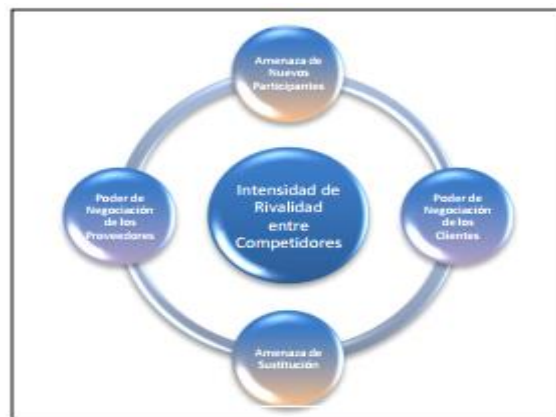 Amenaza de
Nuevos
Participantes
Poder de
Negociación
de los
Proveedores
Intensidad de
Rivalidad
entre
Competidores
Poder de
Negociación
de los
Clientes
Amenaza de
Sustitución